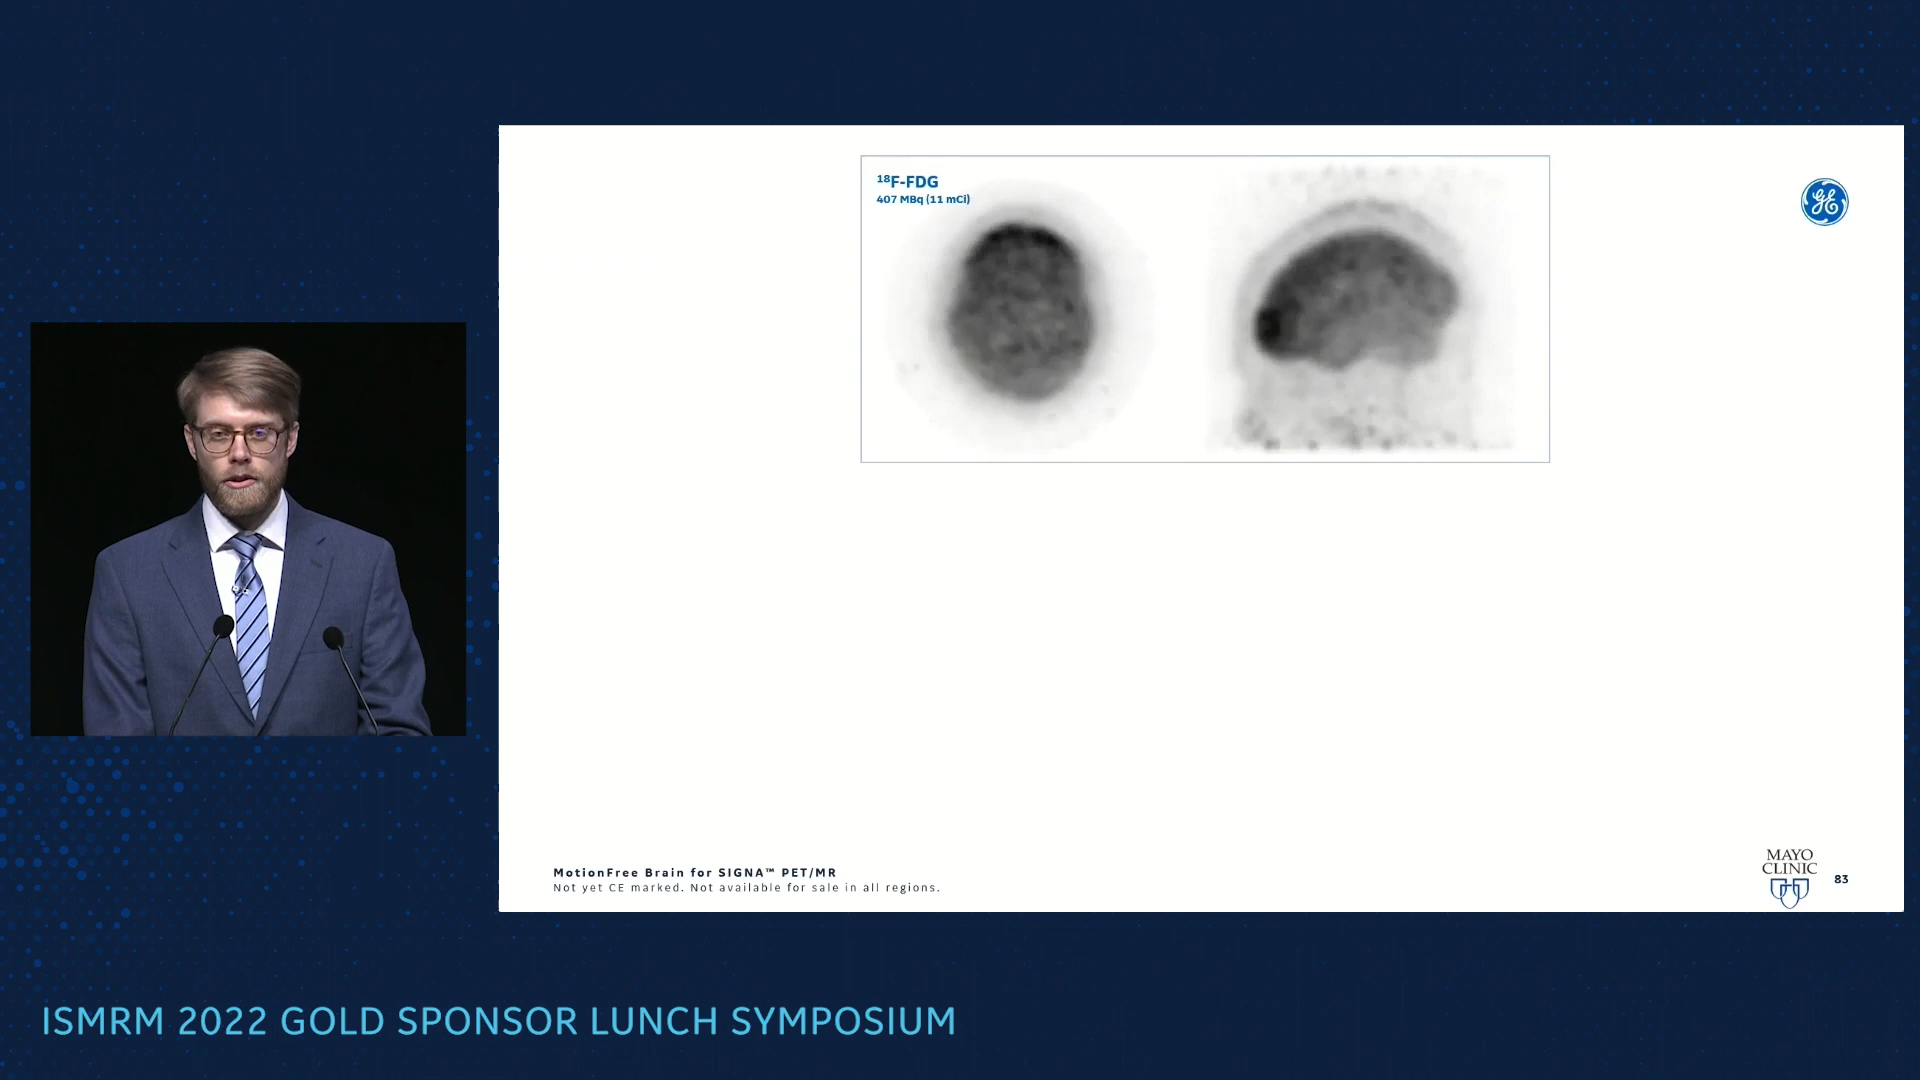 ¹⁸F-FDG
407 MBq (11 mCi)
MotionFree Brain for SIGNA™ PET/MR
Not yet CE marked. Not available for sale in all regions.
MAYO
CLINIC
83
ISMRM 2022 GOLD SPONSOR LUNCH SYMPOSIUM